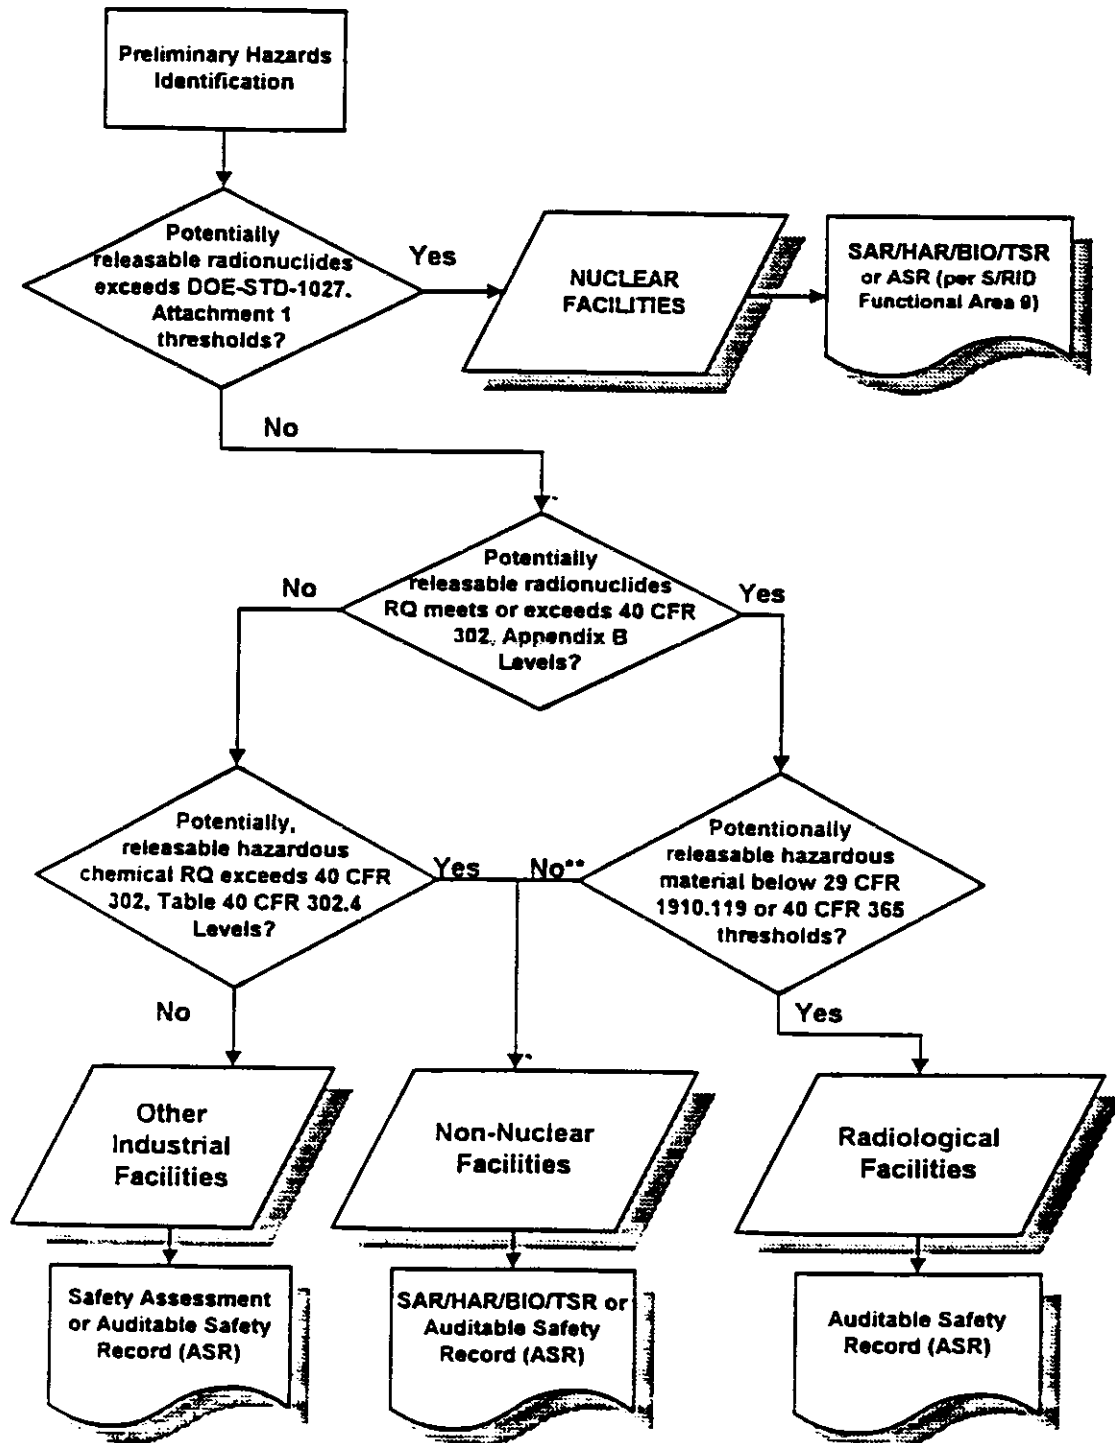 Preliminary Hazards
Identification
Potentially
releasable radionuclides
exceeds DOE-STD-1027.
Attachment 1
thresholds?
Yes
NUCLEAR
FACILITIES
SAR/HAR/BIO/TSR
or ASR (per S/RID
Functional Area 9)
No
Potentially
releasable radionuclides
RQ meets or exceeds 40 CFR
302, Appendix B
Levels?
No
Yes
Potentially,
releasable hazardous
chemical RQ exceeds 40 CFR
302, Table 40 CFR 302.4
Levels?
Yes
No**
Potentionally
releasable hazardous
material below 29 CFR
1910.119 or 40 CFR 365
thresholds?
No
Yes
Other
Industrial
Facilities
Non-Nuclear
Facilities
Radiological
Facilities
Safety Assessment
or Auditable Safety
Record (ASR)
SAR/HAR/BIO/TSR or
Auditable Safety
Record (ASR)
Auditable Safety
Record (ASR)